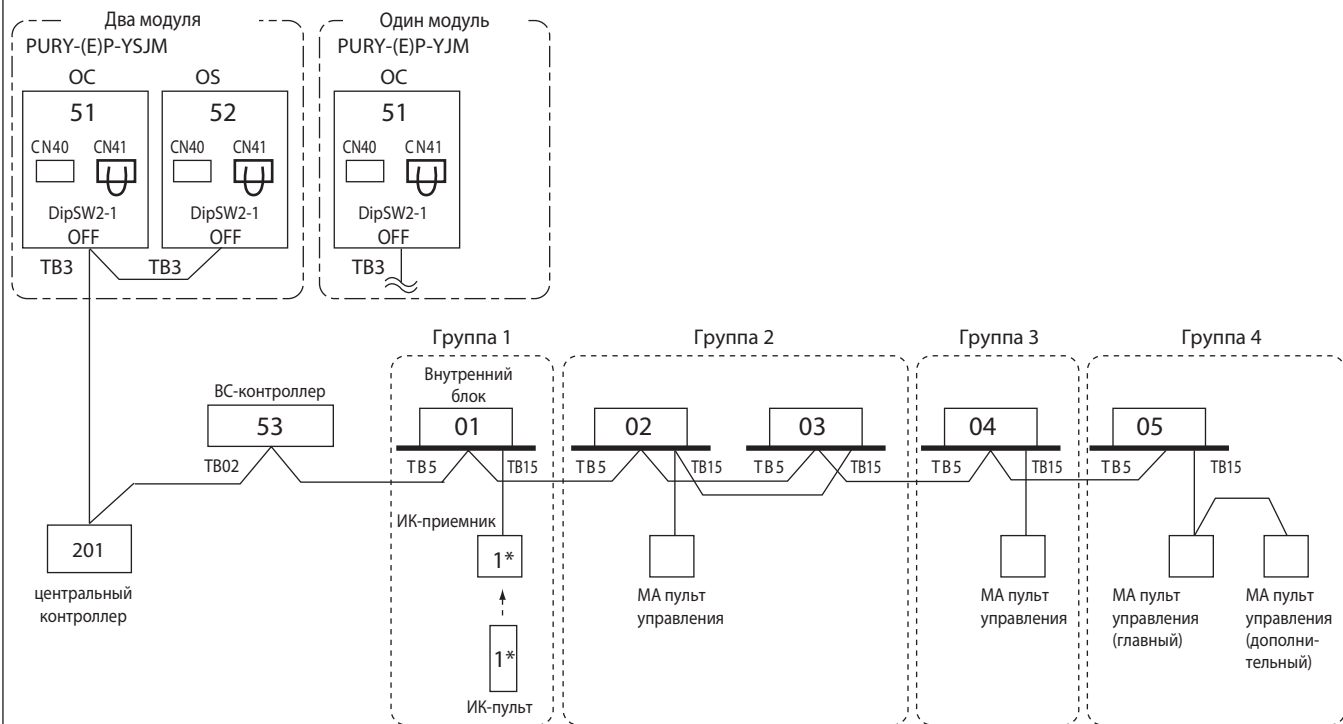 Два модуля
PURY-(E)P-YSJM
OC
OS
51
52
CN40
CN41
CN40
CN41
DipSW2-1
OFF
DipSW2-1
OFF
TB3
TB3
Один модуль
PURY-(E)P-YJM
OC
51
CN40
CN41
DipSW2-1
OFF
TB3
Группа 1
Группа 2
Группа 3
Группа 4
ВС-контроллер
53
TB02
201
центральный
контроллер
Внутренний
блок
01
TB5
TB15
ИК-приемник
1*
1*
ИК-пульт
02
TB5
TB15
МА пульт
управления
03
TB5
TB15
04
TB5
TB15
МА пульт
управления
05
TB5
TB15
МА пульт
управления
(главный)
МА пульт
управления
(дополни-
тельный)